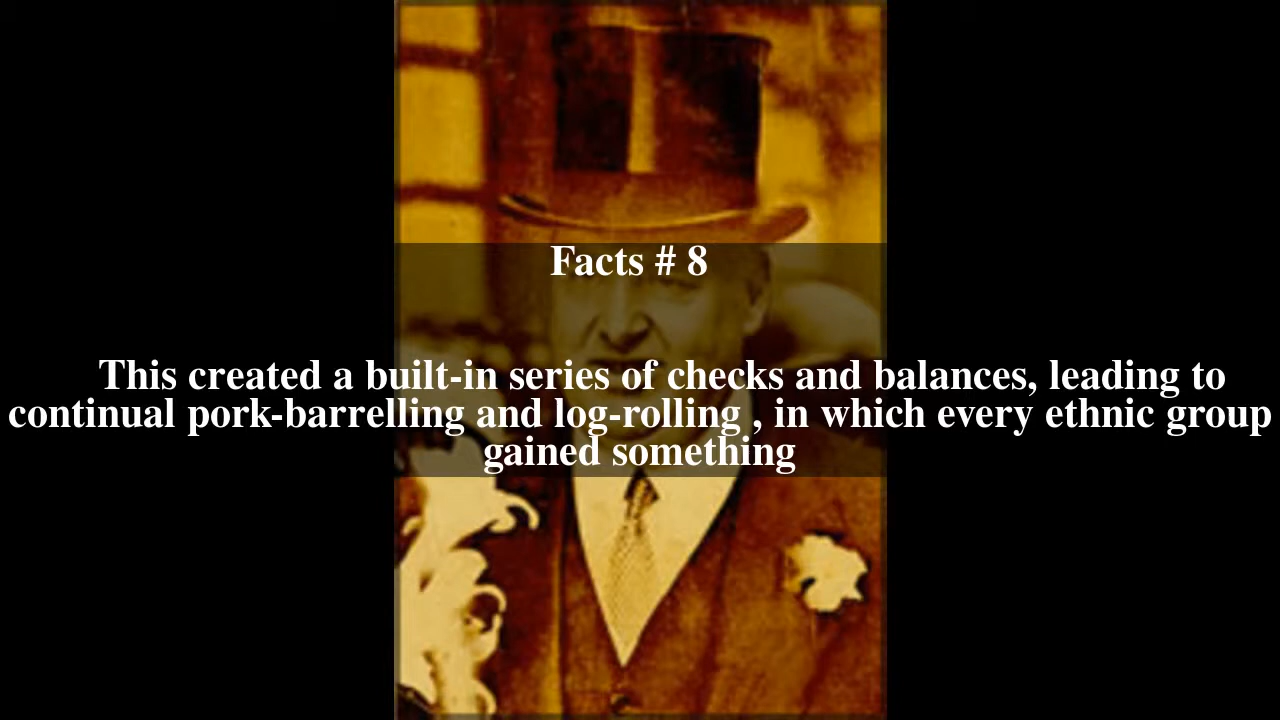 Facts # 8
This created a built-in series of checks and balances, leading to
continual pork-barrelling and log-rolling , in which every ethnic group
gained something